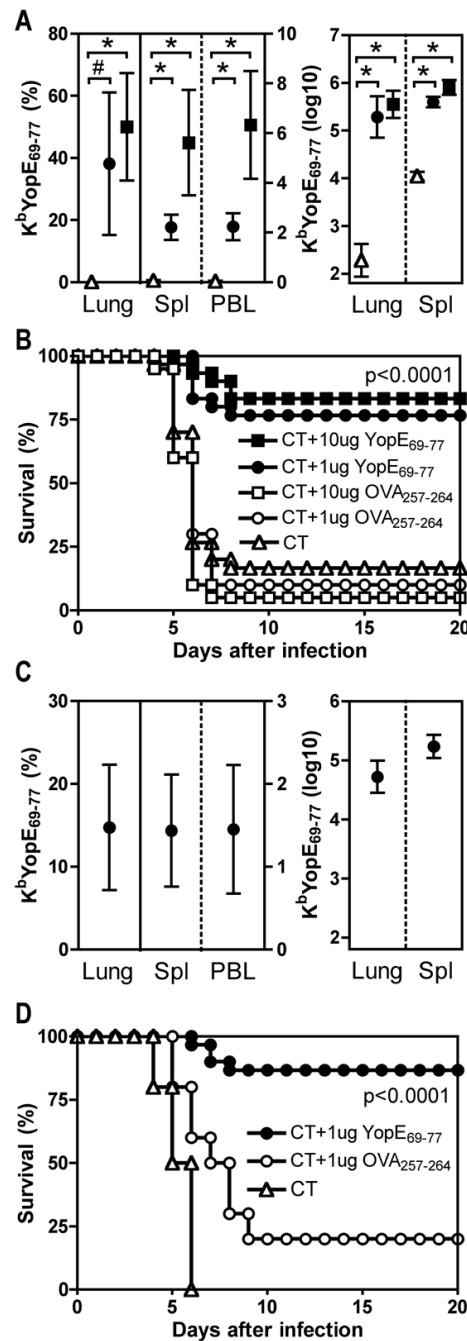 A
80
60
40
20
0
KᵇYopE₆₉₋₇₇ (%)
10
8
6
4
2
0
KᵇYopE₆₉₋₇₇ (log10)
6
5
4
3
2
* * *
# * *
* *
* *
Lung Spl PBL
Lung Spl
B
100
75
50
25
0
Survival (%)
p<0.0001
CT+10ug YopE₆₉₋₇₇
CT+1ug YopE₆₉₋₇₇
CT+10ug OVA₂₅₇₋₂₆₄
CT+1ug OVA₂₅₇₋₂₆₄
CT
0 5 10 15 20
Days after infection
C
30
20
10
0
KᵇYopE₆₉₋₇₇ (%)
3
2
1
0
KᵇYopE₆₉₋₇₇ (log10)
6
5
4
3
2
Lung Spl PBL
Lung Spl
D
100
75
50
25
0
Survival (%)
p<0.0001
CT+1ug YopE₆₉₋₇₇
CT+1ug OVA₂₅₇₋₂₆₄
CT
0 5 10 15 20
Days after infection